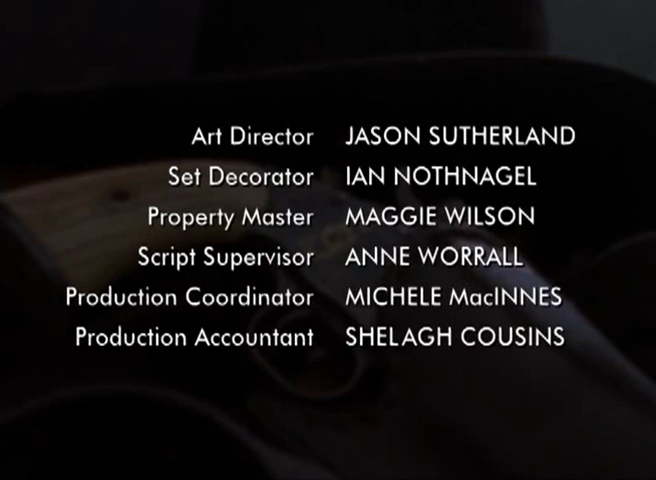 Art Director JASON SUTHERLAND
Set Decorator IAN NOTHNAGEL
Property Master MAGGIE WILSON
Script Supervisor ANNE WORRALL
Production Coordinator MICHELE MacINNES
Production Accountant SHELAGH COUSINS